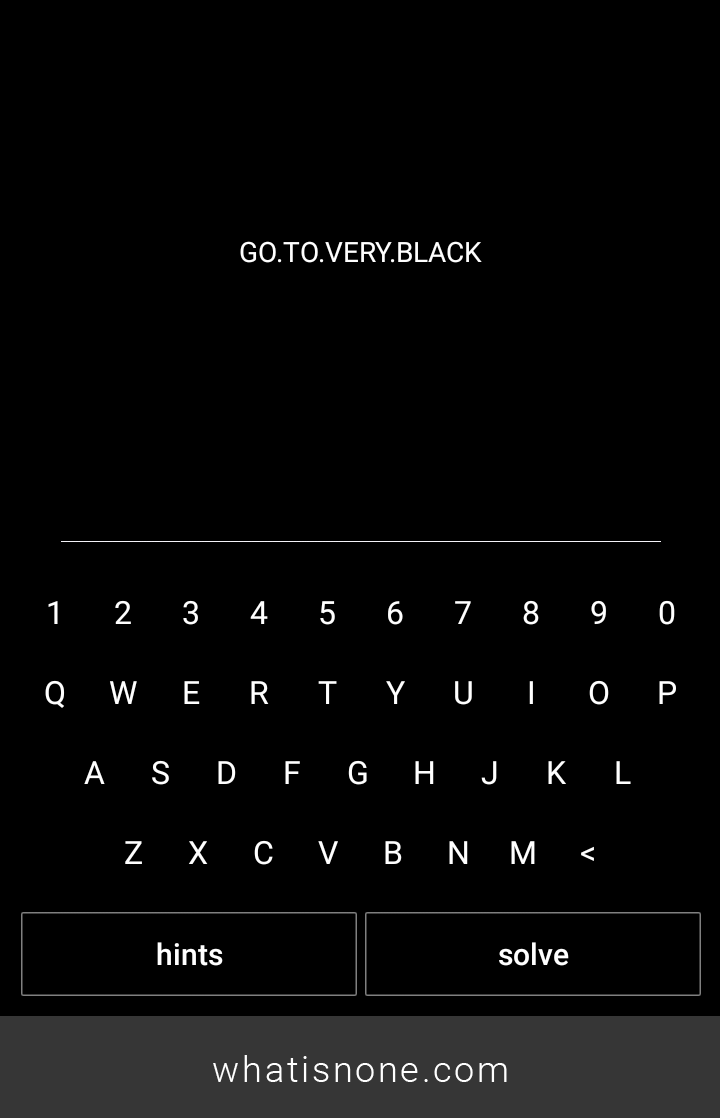 GO.TO.VERY.BLACK
1 2 3 4 5 6 7 8 9 0
Q W E R T Y U I O P
A S D F G H J K L
Z X C V B N M <
hints solve
whatisnone.com